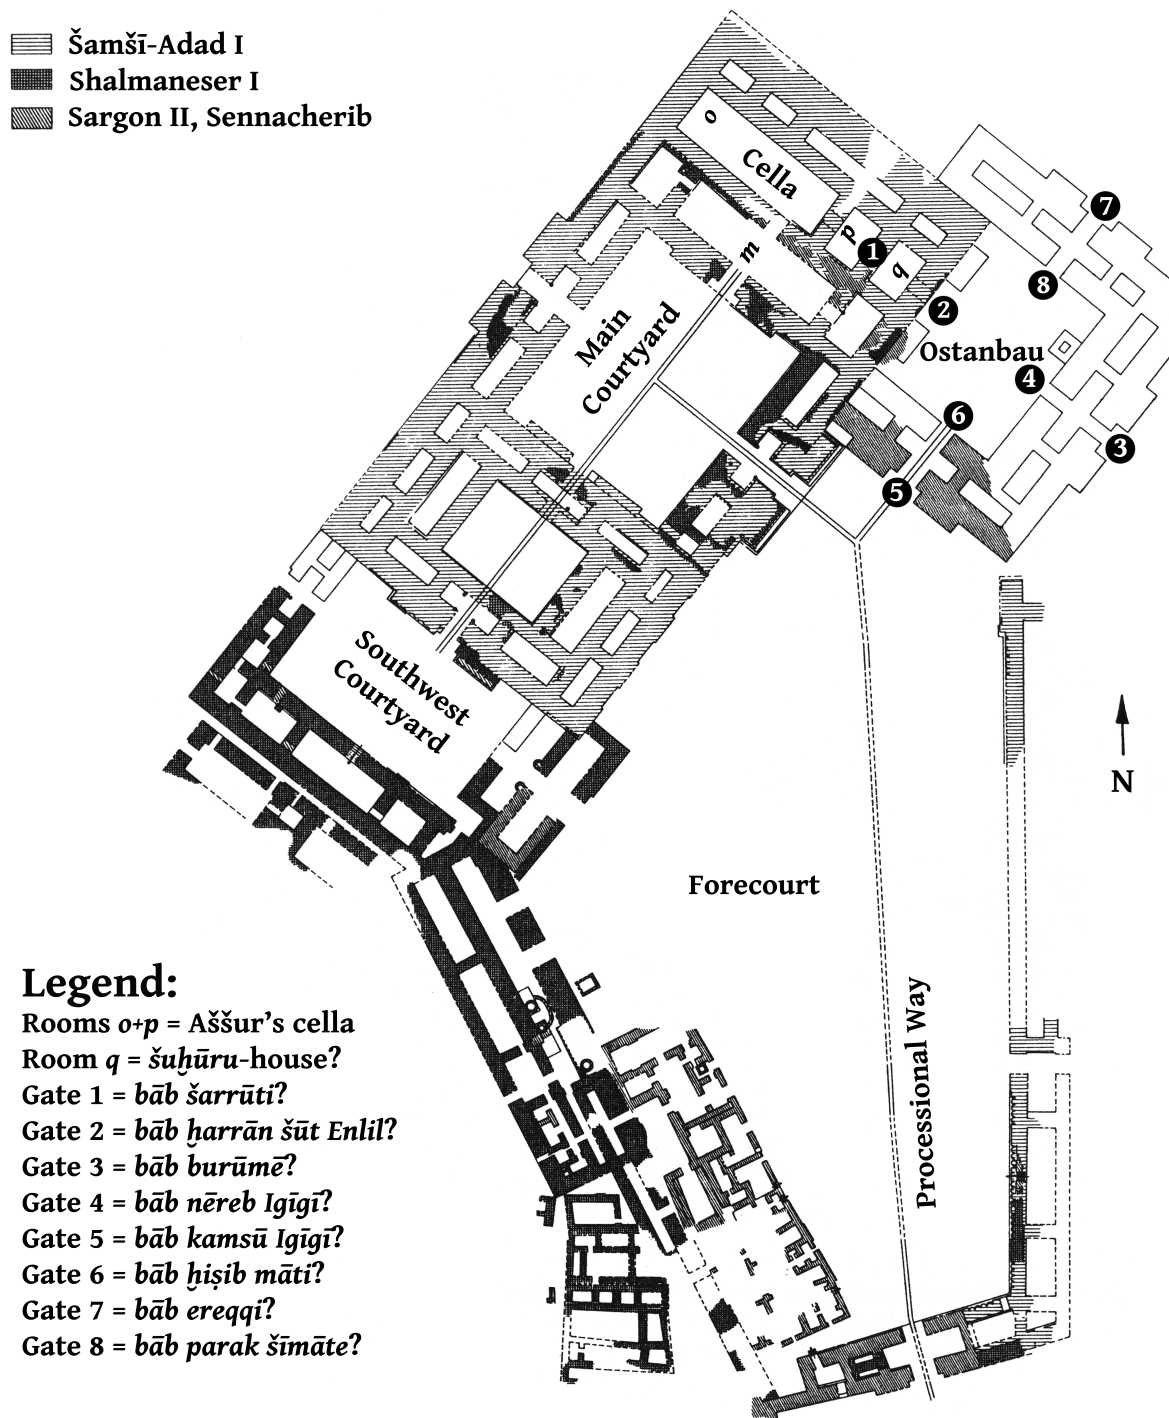 Šamšī-Adad I
Shalmaneser I
Sargon II, Sennacherib
o
Cella
p
1
q
m
7
8
2
Ostanbau
4
6
3
5
Main
Courtyard
Southwest
Courtyard
N
Forecourt
Processional Way
Legend:
Rooms o+p = Aššur’s cella
Room q = šuḫūru-house?
Gate 1 = bāb šarrūti?
Gate 2 = bāb ḫarrān šūt Enlil?
Gate 3 = bāb burūmē?
Gate 4 = bāb nēreb Igīgī?
Gate 5 = bāb kamsū Igīgī?
Gate 6 = bāb ḫiṣib māti?
Gate 7 = bāb ereqqi?
Gate 8 = bāb parak šīmāte?